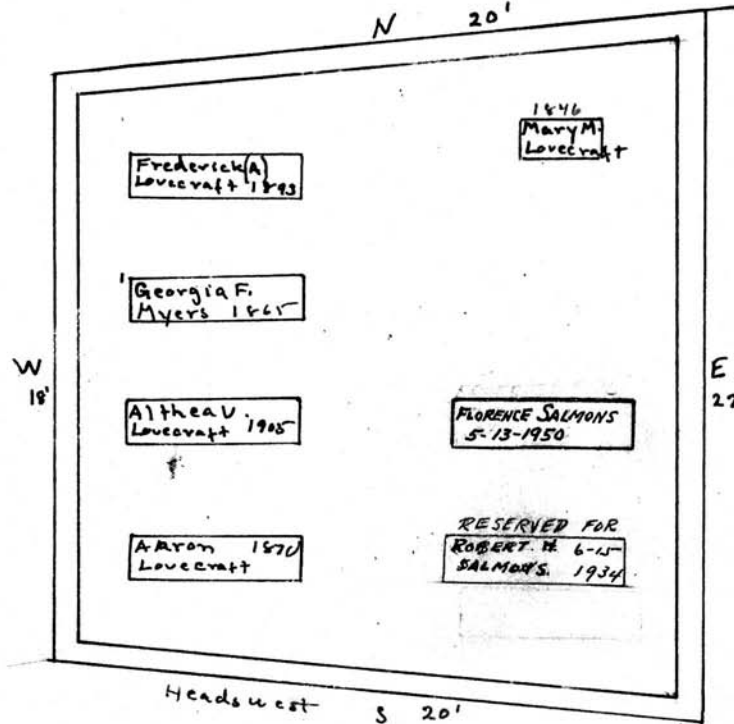 N 20'
1846
Mary M.
Lovecraft
Frederick (A)
Lovecraft 1893
Georgia F.
Myers 1865
W
18'
E
22
Althea V.
Lovecraft 1905
FLORENCE SALMONS
5-13-1950
RESERVED FOR
ROBERT. H. 6-15
SALMONS. 1934
Aaron 1870
Lovecraft
Heads west S 20'